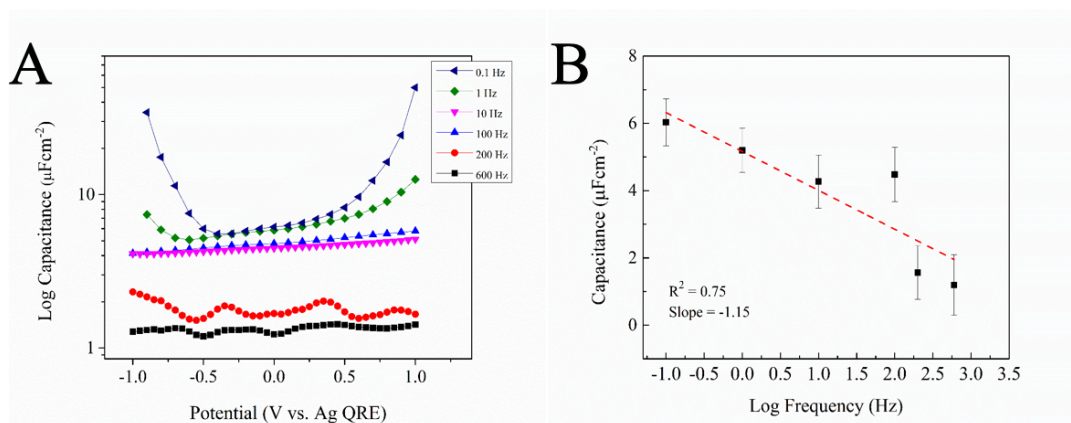 A
Log Capacitance (µFcm-2)
10
1
-1.0
-0.5
0.0
0.5
1.0
Potential (V vs. Ag QRE)
0.1 Hz
1 Hz
10 Hz
100 Hz
200 Hz
600 Hz
B
Capacitance (µFcm-2)
8
6
4
2
0
R2 = 0.75
Slope = -1.15
-1.0
-0.5
0.0
0.5
1.0
1.5
2.0
2.5
3.0
3.5
Log Frequency (Hz)